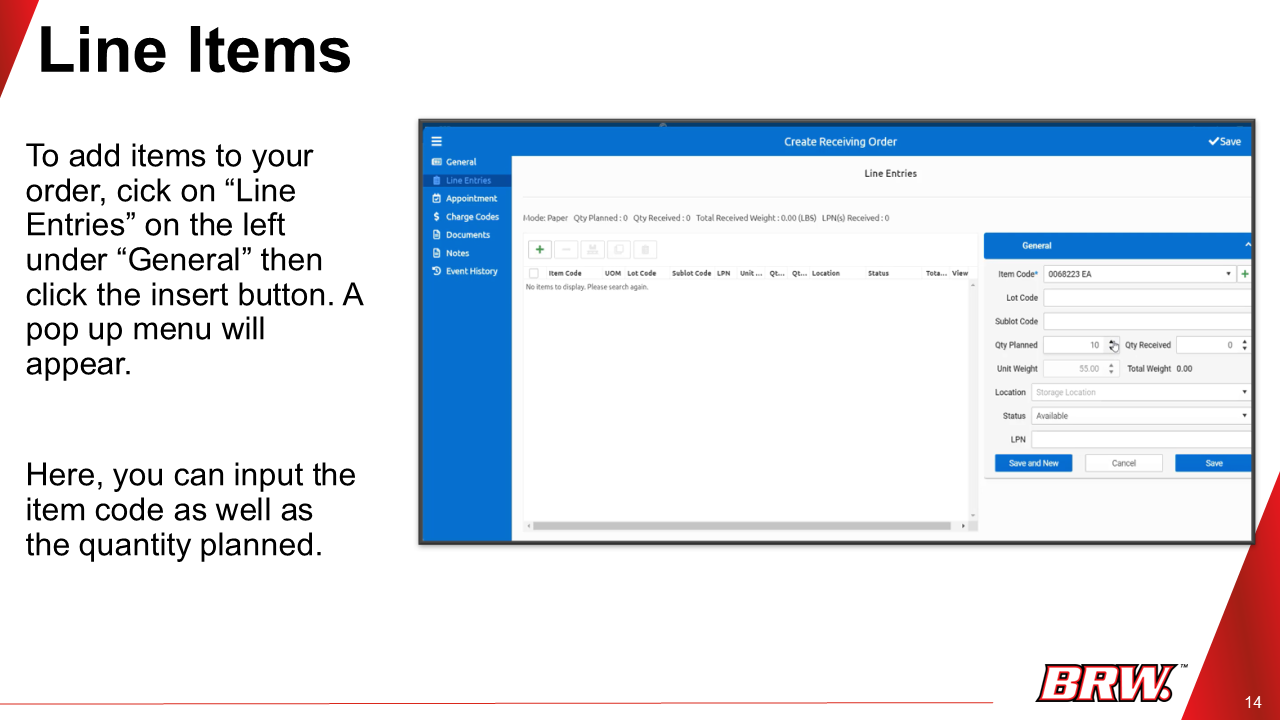 Line Items
To add items to your
order, cick on “Line
Entries” on the left
under “General” then
click the insert button. A
pop up menu will
appear.
Here, you can input the
item code as well as
the quantity planned.
Create Receiving Order
Save
General
Line Entries
Appointment
Charge Codes
Documents
Notes
Event History
Line Entries
Mode: Paper Qty Planned : 0 Qty Received : 0 Total Received Weight : 0.00 (LBS) LPN(s) Received : 0
Item Code UOM Lot Code Sublot Code LPN Unit ... Qt... Qt... Location Status Tota... View
No items to display. Please search again.
General
Item Code* 0068223 EA
Lot Code
Sublot Code
Qty Planned 10 Qty Received 0
Unit Weight 55.00 Total Weight 0.00
Location Storage Location
Status Available
LPN
Save and New Cancel Save
BRW. ™
14